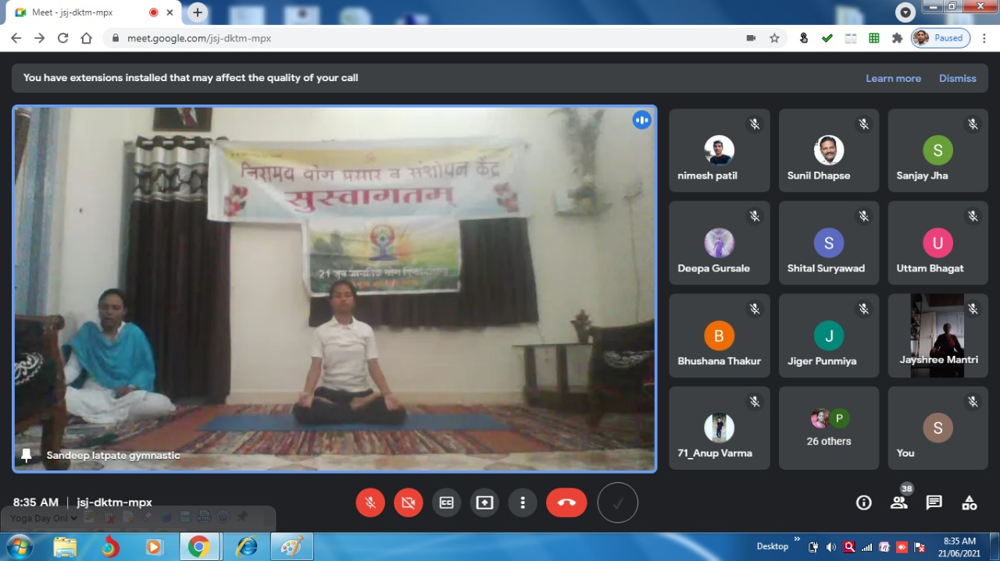 Meet - jsj-dktm-mpx
meet.google.com/jsj-dktm-mpx
Paused
You have extensions installed that may affect the quality of your call
Learn more
Dismiss
निरामय योग प्रसार व संशोधन केंद्र
सुस्वागतम्
21 जून जागतिक योग
Sandeep latpate gymnastic
nimesh patil
Sunil Dhapse
S
Sanjay Jha
Deepa Gursale
S
Shital Suryawad
U
Uttam Bhagat
B
Bhushana Thakur
J
Jiger Punmiya
Jayshree Mantri
71_Anup Varma
P
26 others
S
You
8:35 AM | jsj-dktm-mpx
CC
38
Yoga Day Onl
Desktop
8:35 AM
21/06/2021